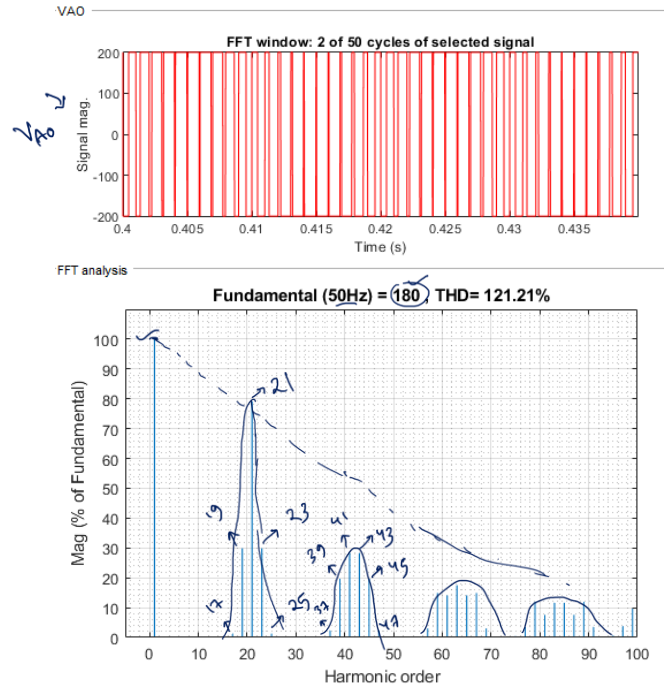 VAO
FFT window: 2 of 50 cycles of selected signal
VAO
Signal mag.
200
100
0
-100
-200
0.4 0.405 0.41 0.415 0.42 0.425 0.43 0.435
Time (s)
FFT analysis
Fundamental (50Hz) = 180 , THD= 121.21%
Mag (% of Fundamental)
100
90
80
70
60
50
40
30
20
10
0
21
19
23
17
25
41
43
39
45
37
47
0 10 20 30 40 50 60 70 80 90 100
Harmonic order